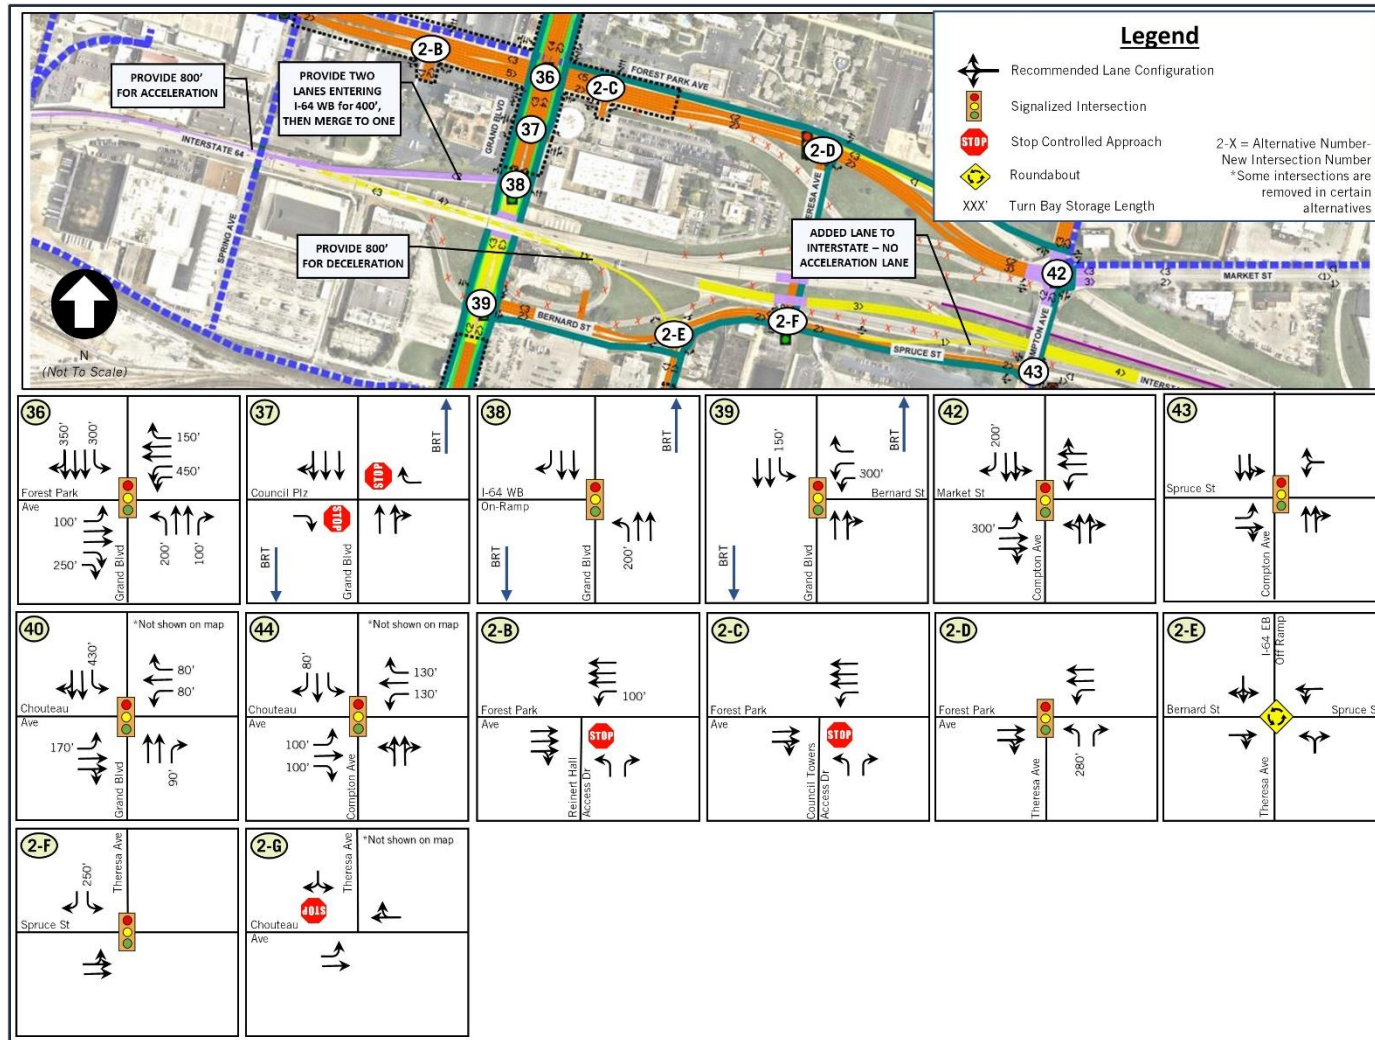 2-B
36
2-C
FOREST PARK AVE
PROVIDE 800'
FOR ACCELERATION
PROVIDE TWO
LANES ENTERING
I-64 WB for 400',
THEN MERGE TO ONE
GRAND BLVD
37
INTERSTATE 64
38
2-D
SPRING AVE
PROVIDE 800'
FOR DECELERATION
ADDED LANE TO
INTERSTATE – NO
ACCELERATION LANE
42
MARKET ST
39
BERNARD ST
2-E
2-F
SPRUCE ST
43
N
(Not To Scale)
Legend
Recommended Lane Configuration
Signalized Intersection
STOP
Stop Controlled Approach
Roundabout
XXX' Turn Bay Storage Length
2-X = Alternative Number-
New Intersection Number
*Some intersections are
removed in certain
alternatives
36
350'
300'
150'
450'
Forest Park
Ave
100'
250'
200'
100'
Grand Blvd
37
BRT
STOP
Council Plz
STOP
BRT
Grand Blvd
38
BRT
I-64 WB
On-Ramp
200'
BRT
Grand Blvd
39
150'
BRT
300'
Bernard St
BRT
Grand Blvd
42
200'
Market St
300'
Compton Ave
43
Spruce St
Compton Ave
40
*Not shown on map
430'
80'
80'
Chouteau
Ave
170'
90'
Grand Blvd
44
*Not shown on map
80'
130'
130'
Chouteau
Ave
100'
100'
Compton Ave
2-B
100'
Forest Park
Ave
STOP
Reinert Hall
Access Dr
2-C
Forest Park
Ave
STOP
Council Towers
Access Dr
2-D
Forest Park
Ave
280'
Theresa Ave
2-E
I-64 EB
Off Ramp
Bernard St
Spruce S
Theresa Ave
2-F
Theresa Ave
250'
Spruce St
2-G
Theresa Ave
*Not shown on map
STOP
Chouteau
Ave